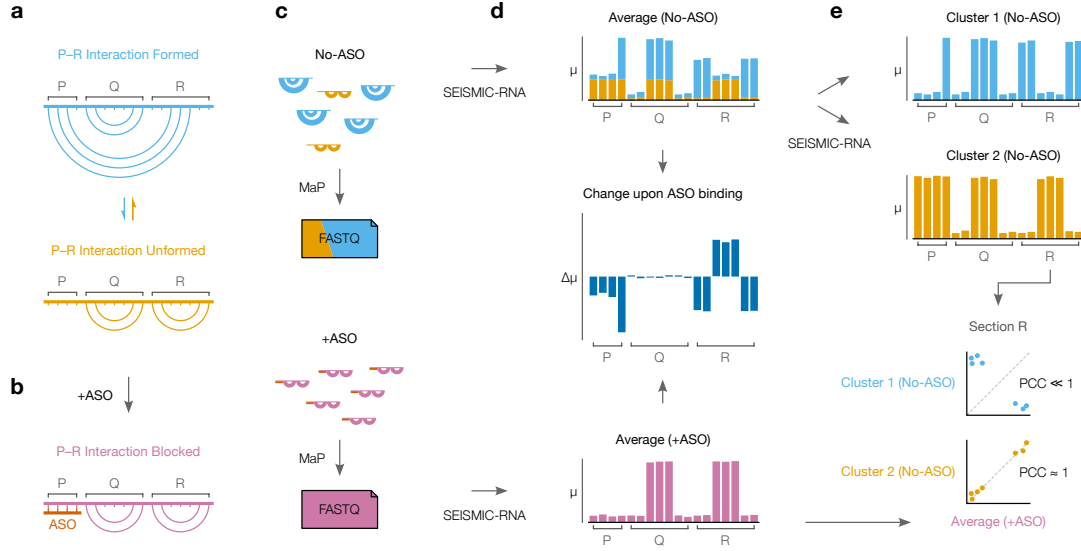 a
P–R Interaction Formed
P Q R
P–R Interaction Unformed
P Q R
b
+ASO
P–R Interaction Blocked
P Q R
ASO
c
No-ASO
MaP
FASTQ
+ASO
MaP
FASTQ
SEISMIC-RNA
SEISMIC-RNA
d
Average (No-ASO)
μ
P Q R
Change upon ASO binding
Δμ
P Q R
Average (+ASO)
μ
P Q R
SEISMIC-RNA
e
Cluster 1 (No-ASO)
μ
P Q R
Cluster 2 (No-ASO)
μ
P Q R
Section R
Cluster 1 (No-ASO)
PCC ≪ 1
Cluster 2 (No-ASO)
PCC ≈ 1
Average (+ASO)